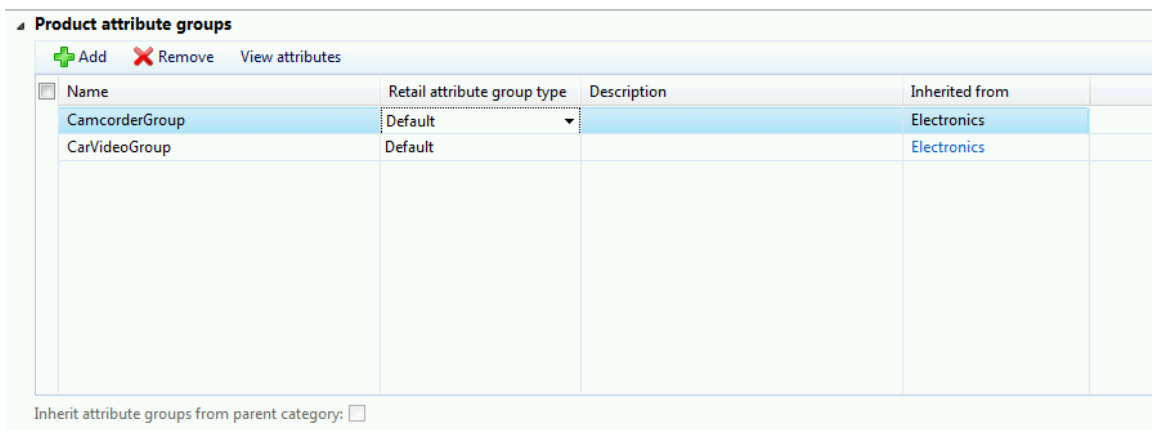 Product attribute groups
Add Remove View attributes
Name Retail attribute group type Description Inherited from
CamcorderGroup Default Electronics
CarVideoGroup Default Electronics
Inherit attribute groups from parent category: